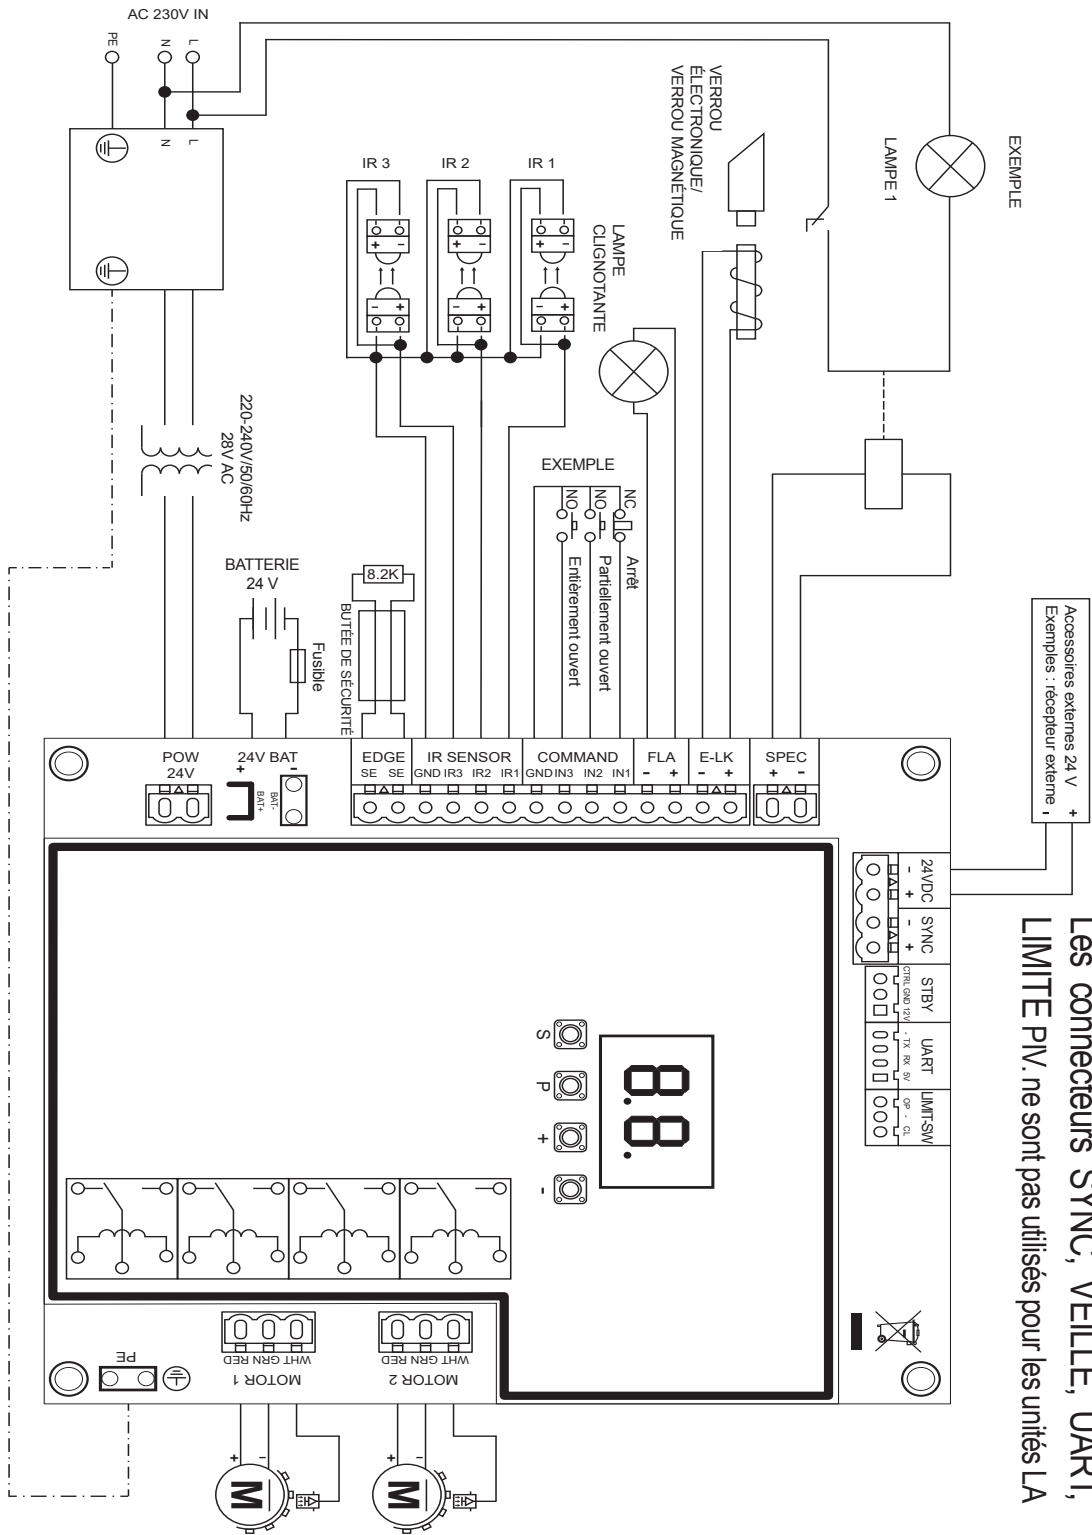 AC 230V IN
PE
N
L
N
L
EXEMPLE
LAMPE 1
VERROU
ÉLECTRONIQUE/
VERROU MAGNÉTIQUE
IR 3
IR 2
IR 1
+ -
+ -
+ -
- +
- +
- +
LAMPE
CLIGNOTANTE
220-240V/50/60Hz
28V AC
EXEMPLE
NO
NO
NC
Entièrement ouvert
Partiellement ouvert
Arrêt
BATTERIE
24 V
Fusible
8.2K
BUTÉE DE SÉCURITÉ
Accessoires externes 24 V
Exemples : récepteur externe
+
-
POW
24V
24V BAT
+ -
BAT+
BAT-
EDGE
SE SE
IR SENSOR
GND IR3 IR2 IR1
COMMAND
GND IN3 IN2 IN1
FLA
- +
E-LK
- +
SPEC
+ -
24VDC
- +
SYNC
- +
STBY
CTRL GND 12V
UART
- TX RX 5V
LIMIT-SW
OP - CL
Les connecteurs SYNC, VEILLE, UART,
LIMITE PIV. ne sont pas utilisés pour les unités LA
8.8.
S
P
+
-
PE
WHT GRN RED
MOTOR 1
WHT GRN RED
MOTOR 2
+ -
M
+ -
M